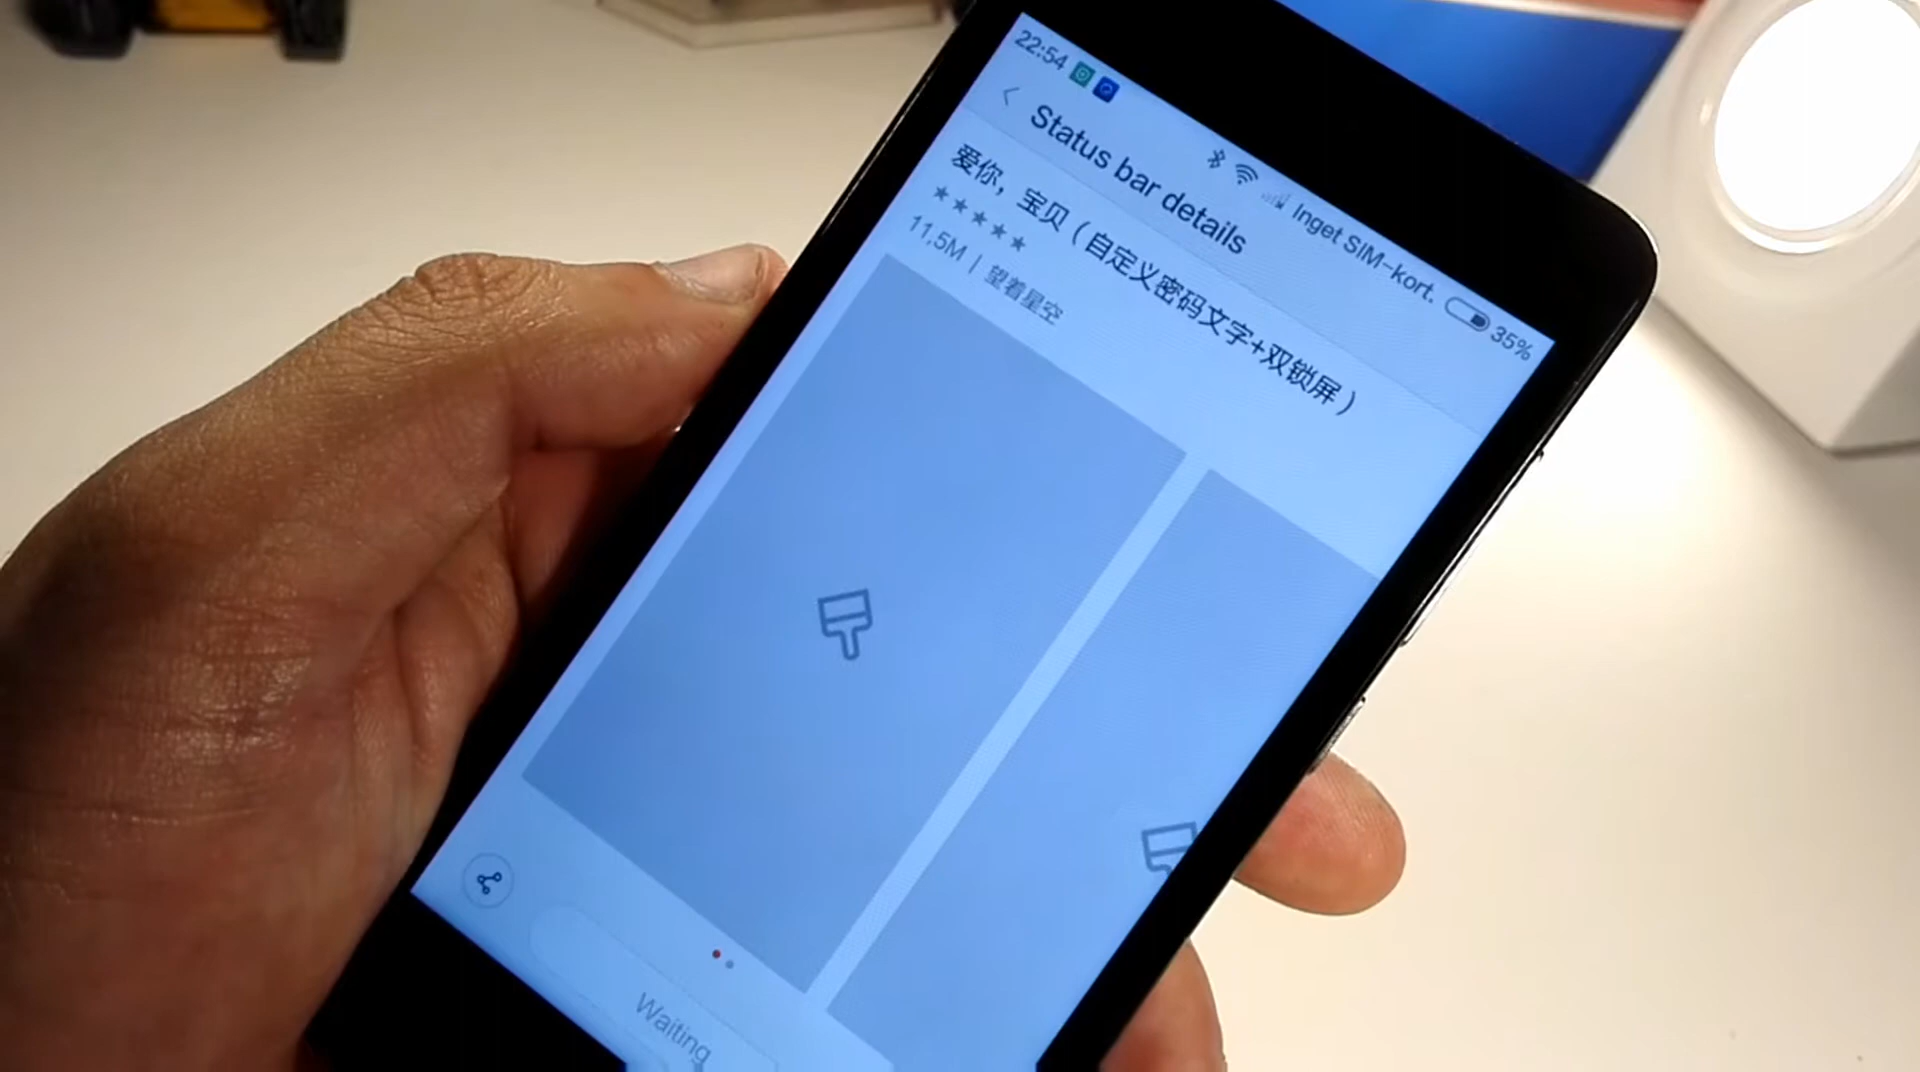 22:54 Inget SIM-kort. 35%
Status bar details
爱你，宝贝（自定义密码文字+双锁屏）
★★★★★
11,5M | 望着星空
Waiting